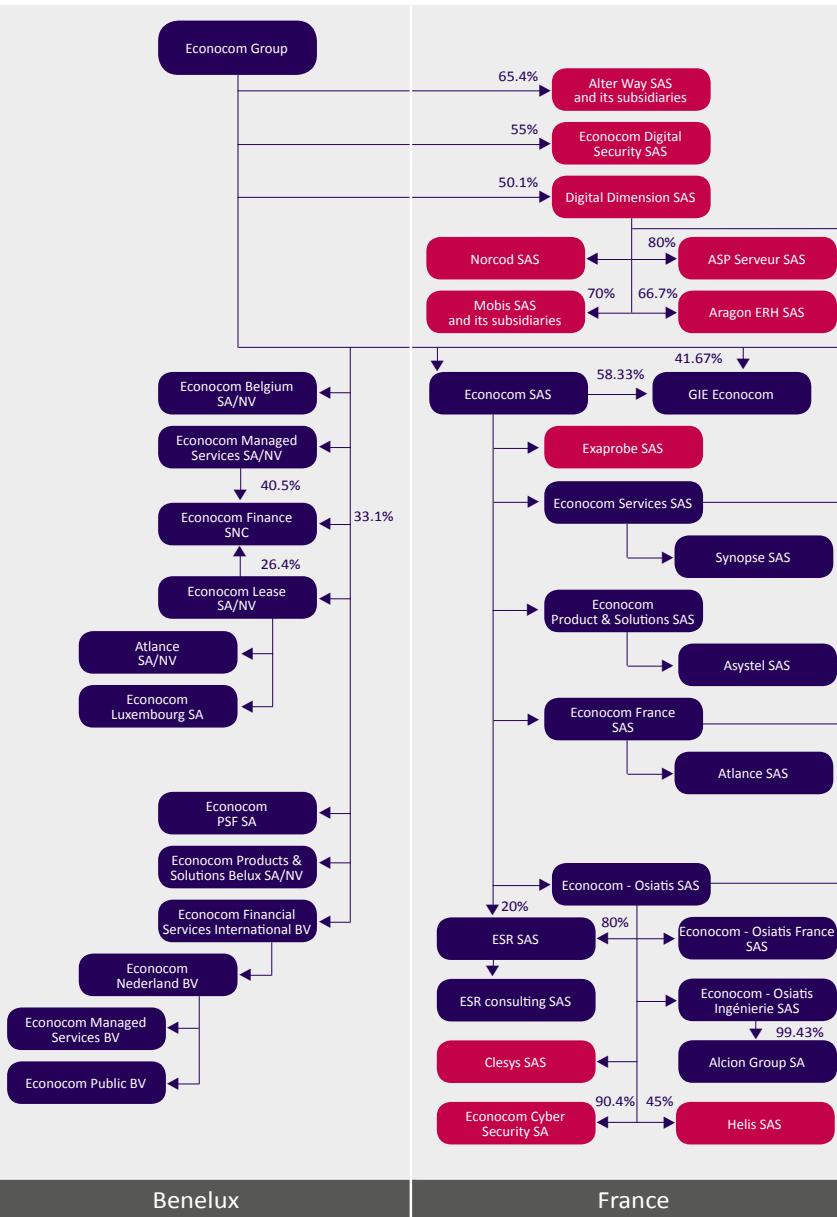 Econocom Group
65.4%
Alter Way SAS
and its subsidiaries
55%
Econocom Digital
Security SAS
50.1%
Digital Dimension SAS
Norcod SAS
80%
ASP Serveur SAS
Mobis SAS
and its subsidiaries
70%
66.7%
Aragon ERH SAS
Econocom Belgium
SA/NV
Econocom Managed
Services SA/NV
40.5%
Econocom Finance
SNC
33.1%
26.4%
Econocom Lease
SA/NV
Atlance
SA/NV
Econocom
Luxembourg SA
Econocom
PSF SA
Econocom Products &
Solutions Belux SA/NV
Econocom Financial
Services International BV
Econocom
Nederland BV
Econocom Managed
Services BV
Econocom Public BV
Econocom SAS
58.33%
41.67%
GIE Econocom
Exaprobe SAS
Econocom Services SAS
Synopse SAS
Econocom
Product & Solutions SAS
Asystel SAS
Econocom France
SAS
Atlance SAS
Econocom - Osiatis SAS
20%
ESR SAS
80%
Econocom - Osiatis France
SAS
ESR consulting SAS
Econocom - Osiatis
Ingénierie SAS
99.43%
Alcion Group SA
Clesys SAS
90.4%
45%
Econocom Cyber
Security SA
Helis SAS
Benelux
France